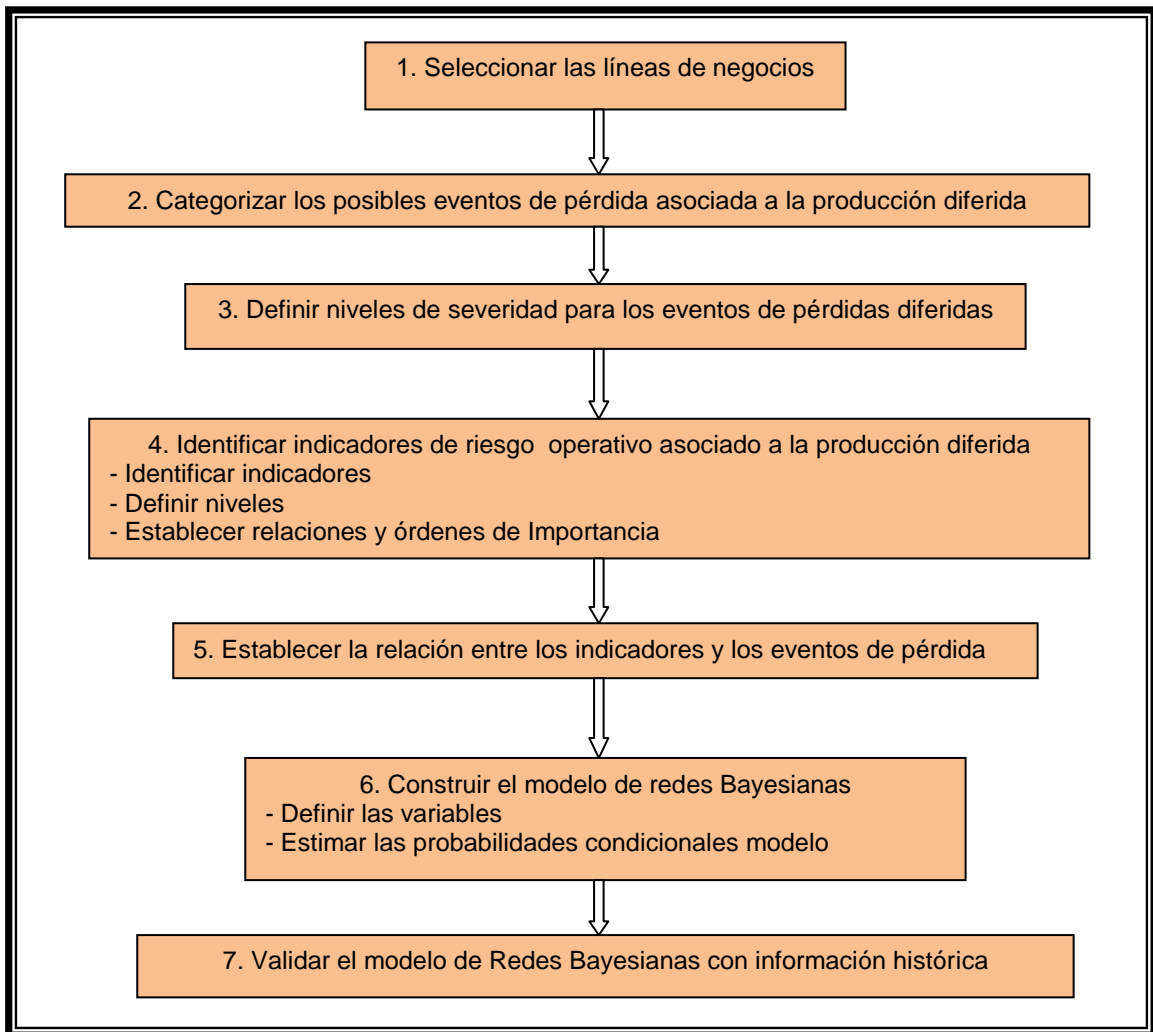 1. Seleccionar las líneas de negocios
2. Categorizar los posibles eventos de pérdida asociada a la producción diferida
3. Definir niveles de severidad para los eventos de pérdidas diferidas
4. Identificar indicadores de riesgo operativo asociado a la producción diferida
- Identificar indicadores
- Definir niveles
- Establecer relaciones y órdenes de Importancia
5. Establecer la relación entre los indicadores y los eventos de pérdida
6. Construir el modelo de redes Bayesianas
- Definir las variables
- Estimar las probabilidades condicionales modelo
7. Validar el modelo de Redes Bayesianas con información histórica